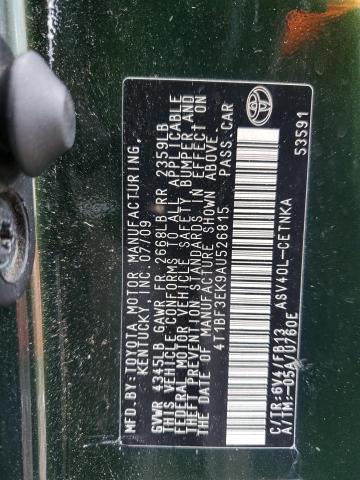 MFD.BY:TOYOTA MOTOR MANUFACTURING,
KENTUCKY, INC. 07/09
GVWR 4345LB GAWR FR 2668LB RR 2359LB
THIS VEHICLE CONFORMS TO ALL APPLICABLE
FEDERAL MOTOR VEHICLE SAFETY, BUMPER, AND
THEFT PREVENTION STANDARDS IN EFFECT ON
THE DATE OF MANUFACTURE SHOWN ABOVE.
4T1BF3EK9AU526815 PASS.CAR
C/TR:6V4/FB13 ASV40L-CETNKA
A/TM:-05A/U760E
53591